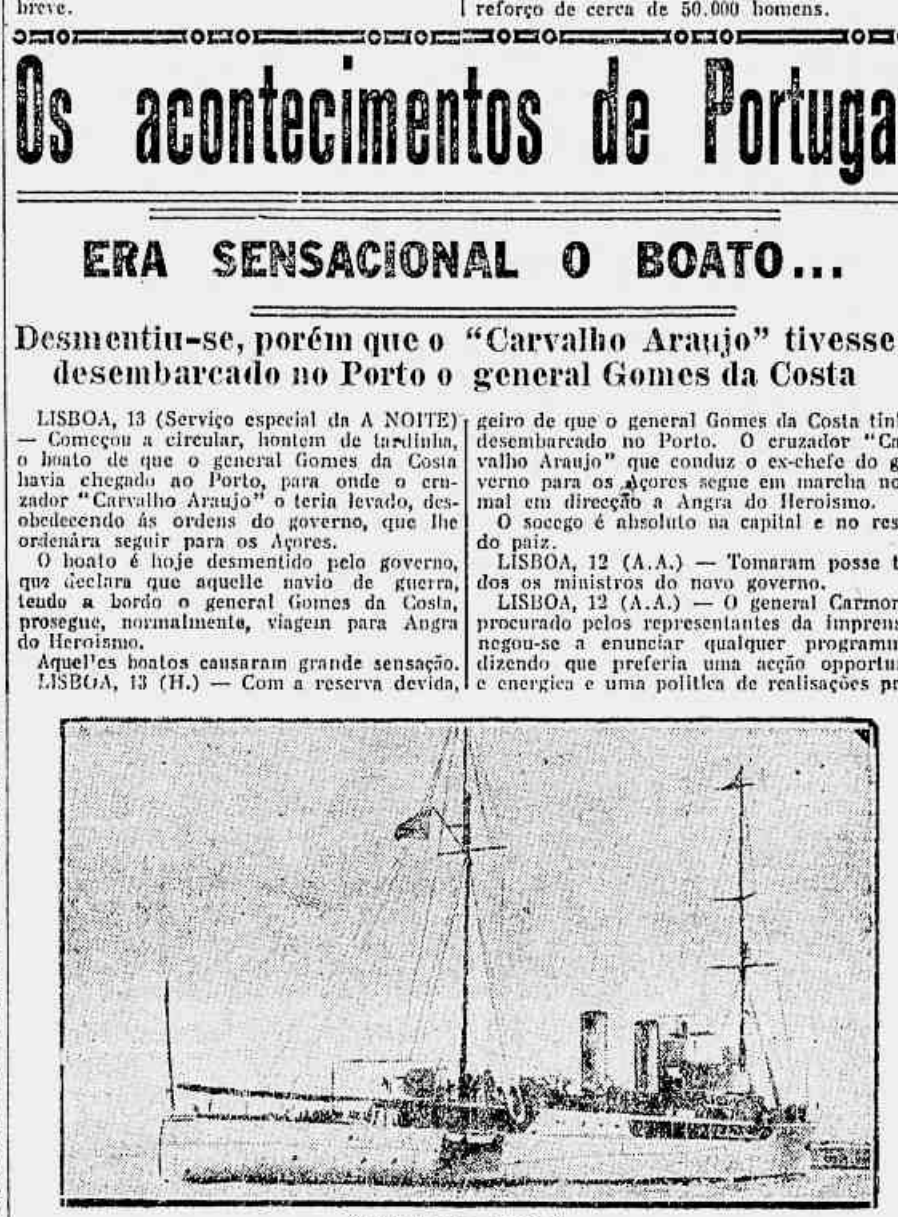 breve.
reforço de cerca de 50.000 homens.
Os acontecimentos de Portuga
ERA SENSACIONAL O BOATO...
Desmentiu-se, porém que o "Carvalho Araujo" tivesse
desembarcado no Porto o general Gomes da Costa
LISBOA, 13 (Serviço especial da A NOITE)
— Começou a circular, hontem de tardinha,
o boato de que o general Gomes da Costa
havia chegado ao Porto, para onde o cru-
zador "Carvalho Araujo" o teria levado, des-
obedecendo ás ordens do governo, que lhe
ordenára seguir para os Açores.
O boato é hoje desmentido pelo governo,
que declara que aquelle navio de guerra,
tendo a bordo o general Gomes da Costa,
prosegue, normalmente, viagem para Angra
do Heroismo.
Aquel'es boatos causaram grande sensação.
LISBOA, 13 (H.) — Com a reserva devida,
geiro de que o general Gomes da Costa tin
desembarcado no Porto. O cruzador "Ca
valho Araujo" que conduz o ex-chefe do g
verno para os Açores segue em marcha no
mal em direcção a Angra do Heroismo.
O socego é absoluto na capital e no res
do paiz.
LISBOA, 12 (A.A.) — Tomaram posse t
dos os ministros do novo governo.
LISBOA, 12 (A.A.) — O general Carmon
procurado pelos representantes da imprens
negou-se a enunciar qualquer programm
dizendo que preferia uma acção opportu
e energica e uma politica de realisações pr